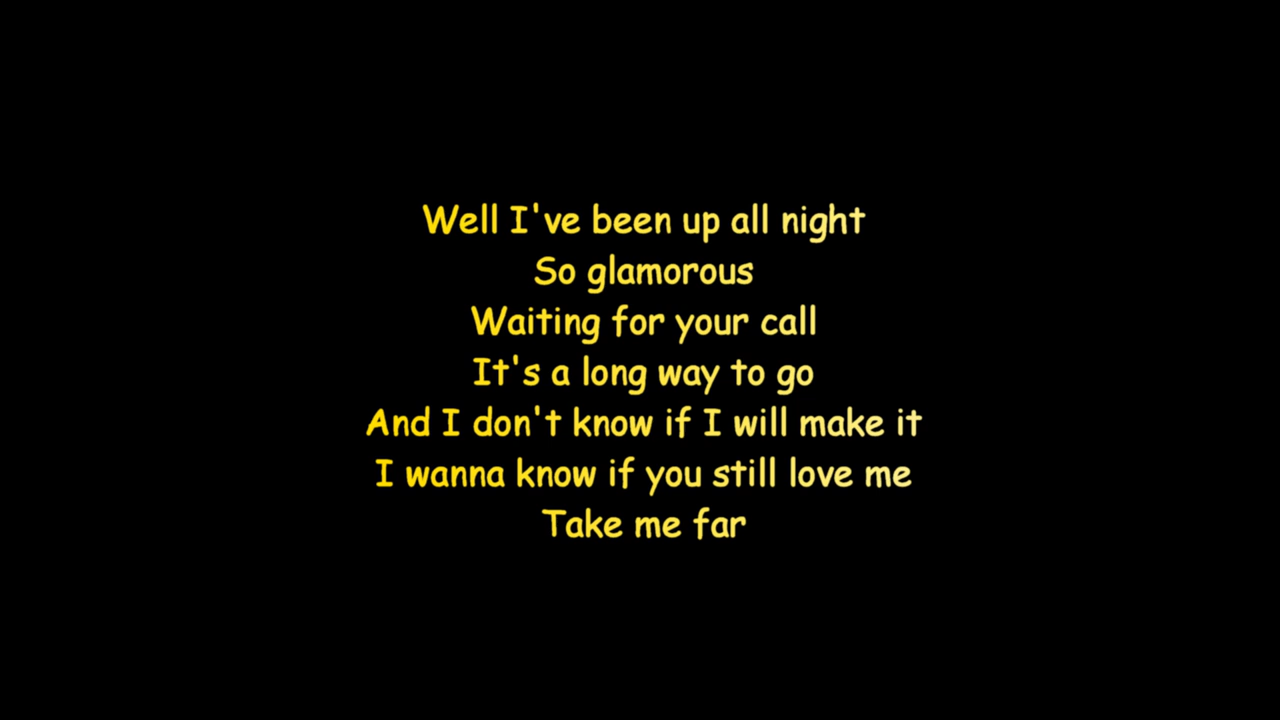 Well I've been up all night
So glamorous
Waiting for your call
It's a long way to go
And I don't know if I will make it
I wanna know if you still love me
Take me far